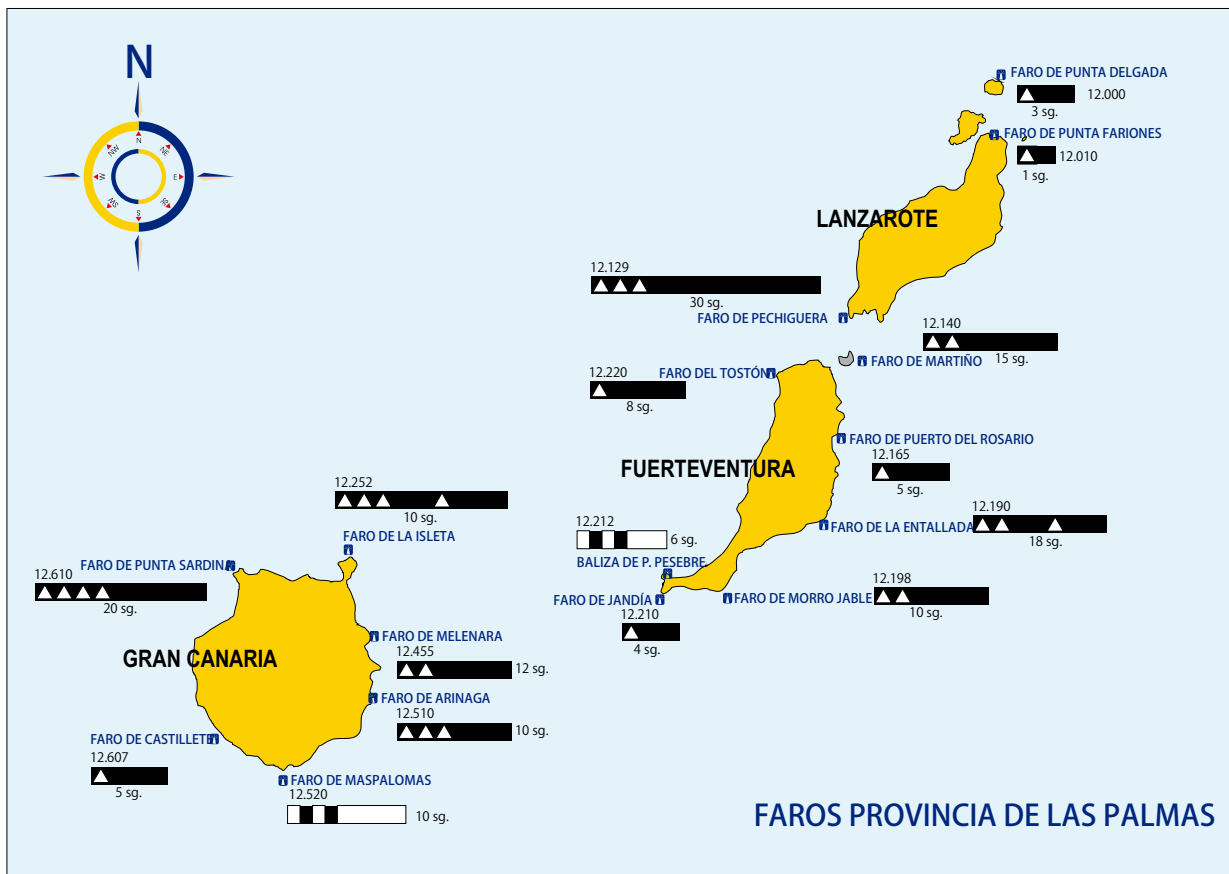 N
N
NE
E
SE
S
SW
W
NW
FARO DE PUNTA DELGADA
12.000
3 sg.
FARO DE PUNTA FARIONES
12.010
1 sg.
LANZAROTE
12.129
30 sg.
FARO DE PECHIGUERA
12.140
15 sg.
FARO DE MARTIÑO
12.220
8 sg.
FARO DEL TOSTÓN
FARO DE PUERTO DEL ROSARIO
12.165
5 sg.
FUERTEVENTURA
12.190
18 sg.
FARO DE LA ENTALLADA
12.212
6 sg.
BALIZA DE P. PESEBRE.
12.198
10 sg.
FARO DE MORRO JABLE
FARO DE JANDÍA
12.210
4 sg.
12.252
10 sg.
FARO DE LA ISLETA
FARO DE PUNTA SARDINA
12.610
20 sg.
FARO DE MELENARA
12.455
12 sg.
GRAN CANARIA
FARO DE ARINAGA
12.510
10 sg.
FARO DE CASTILLETE
12.607
5 sg.
FARO DE MASPALOMAS
12.520
10 sg.
FAROS PROVINCIA DE LAS PALMAS